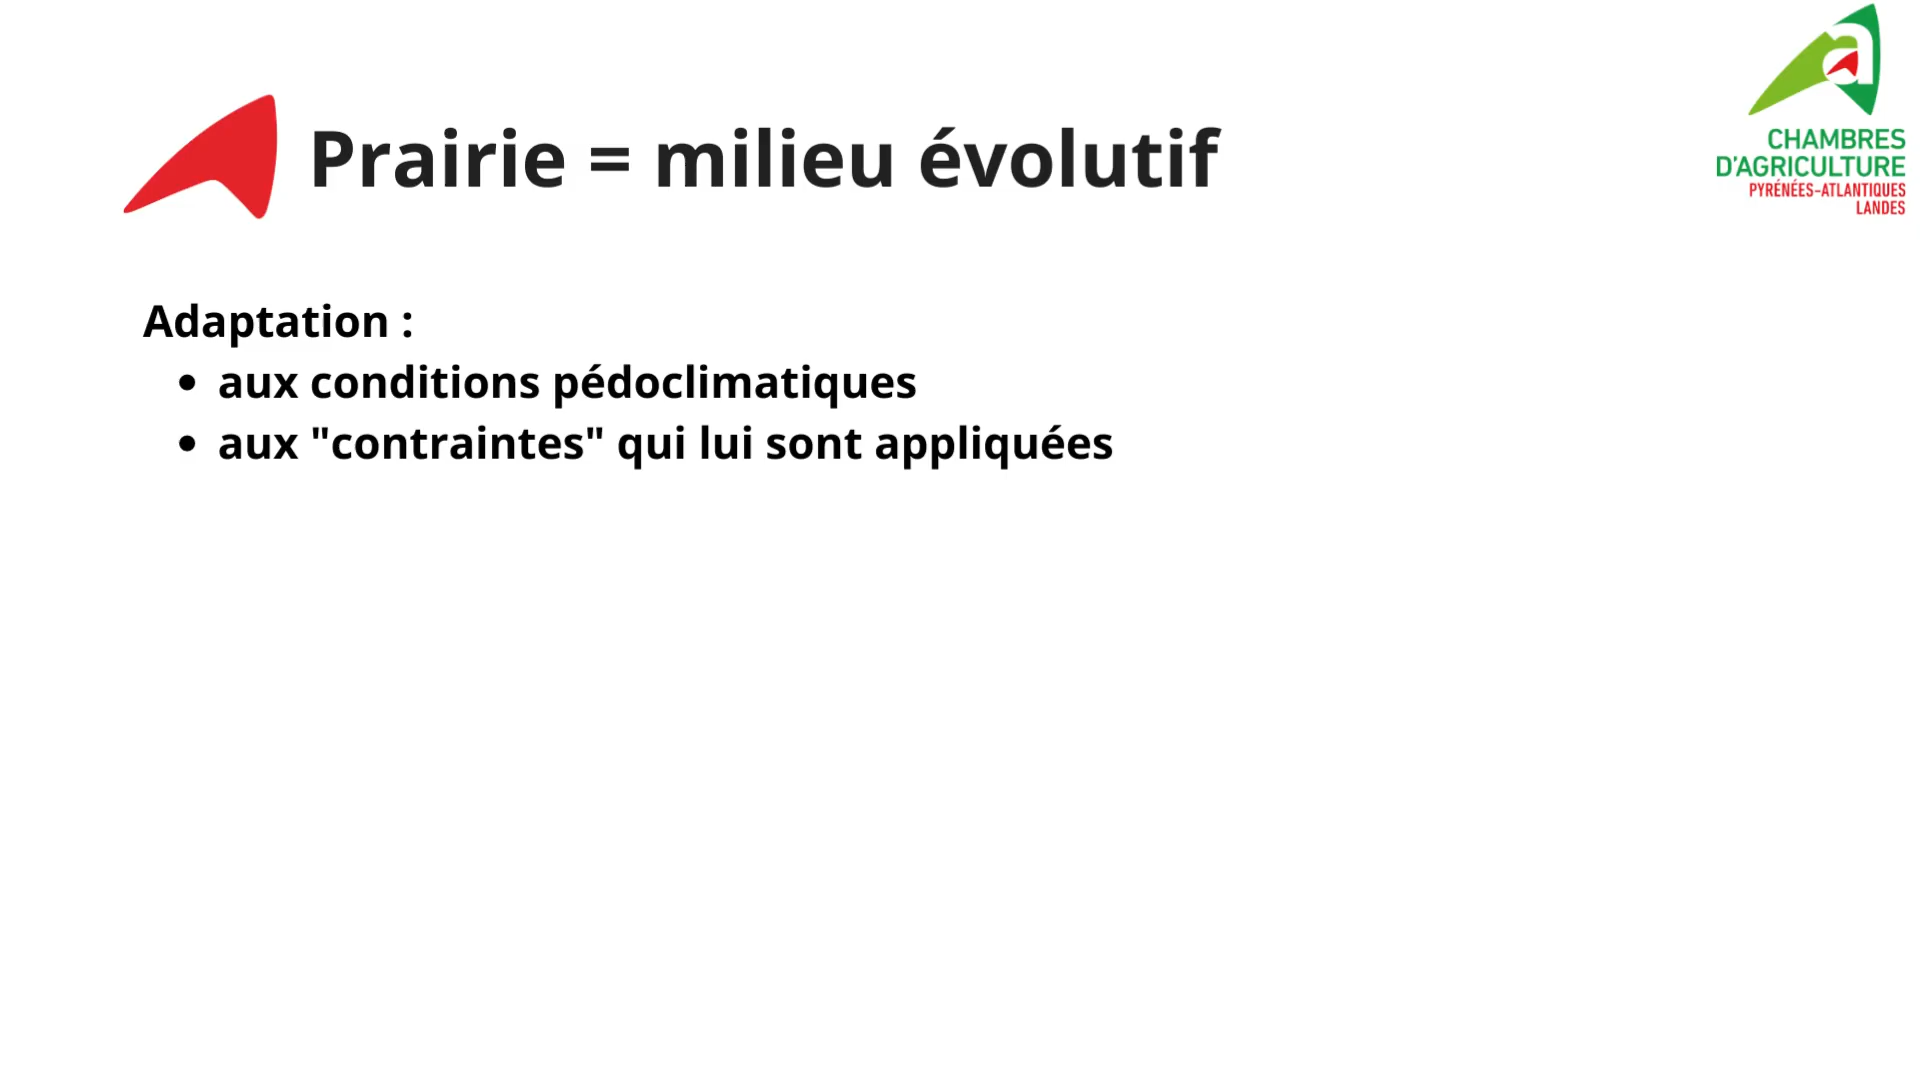 Prairie = milieu évolutif
CHAMBRES
D'AGRICULTURE
PYRÉNÉES-ATLANTIQUES
LANDES
Adaptation :
• aux conditions pédoclimatiques
• aux "contraintes" qui lui sont appliquées